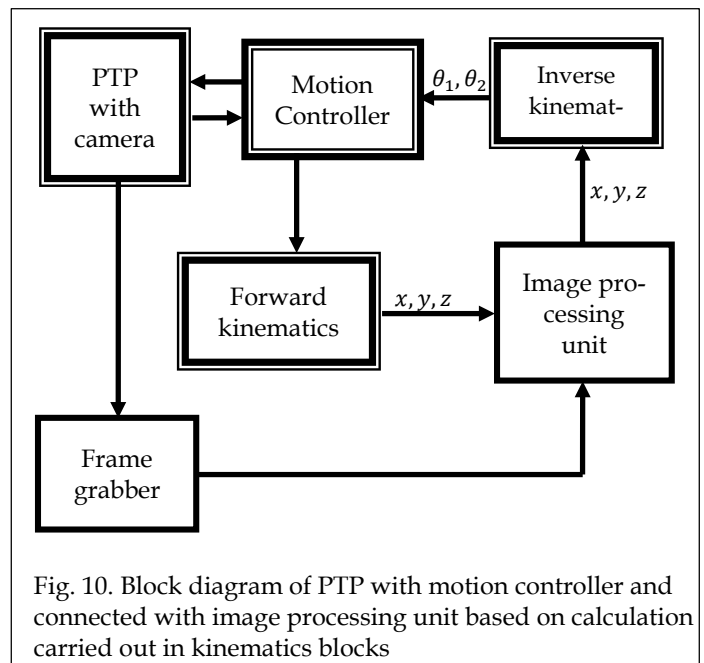 PTP
with
camera
Motion
Controller
θ₁, θ₂
Inverse
kinemat-
x, y, z
Forward
kinematics
x, y, z
Image pro-
cessing
unit
Frame
grabber
Fig. 10. Block diagram of PTP with motion controller and
connected with image processing unit based on calculation
carried out in kinematics blocks